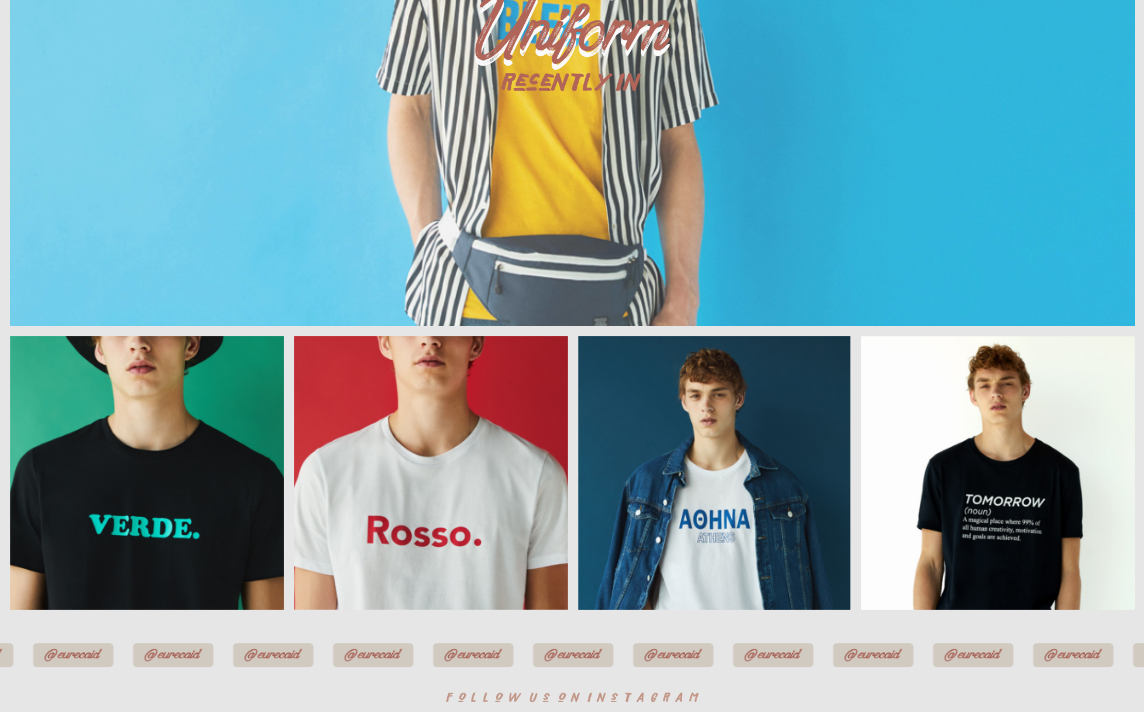 BLEU
Uniform
RECENTLY IN
VERDE.
Rosso.
ΑΘΗΝΑ
ATHENS
TOMORROW
(noun)
A magical place where 99% of
all human creativity, motivation
and goals are achieved.
@eurecaid @eurecaid @eurecaid @eurecaid @eurecaid @eurecaid @eurecaid @eurecaid @eurecaid @eurecaid @eurecaid
FOLLOW US ON INSTAGRAM